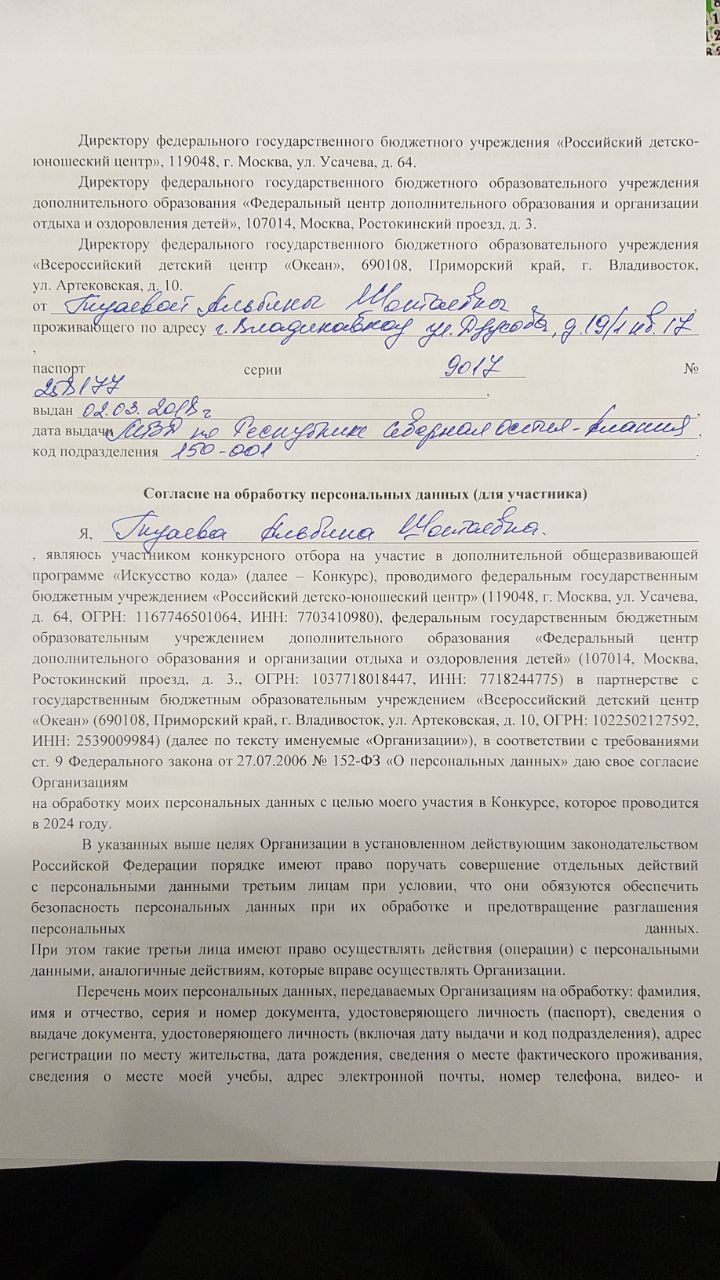 Директору федерального государственного бюджетного учреждения «Российский детско-
юношеский центр», 119048, г. Москва, ул. Усачева, д. 64.
Директору федерального государственного бюджетного образовательного учреждения
дополнительного образования «Федеральный центр дополнительного образования и организации
отдыха и оздоровления детей», 107014, Москва, Ростокинский проезд, д. 3.
Директору федерального государственного бюджетного образовательного учреждения
«Всероссийский детский центр «Океан», 690108, Приморский край, г. Владивосток,
ул. Артековская, д. 10.
от Альбины ,
проживающего по адресу г. Владикавказ ул. д. 19/1 кв. 17
,
паспорт серии 9017 №
,
выдан 02.03.2018 г ,
дата выдачи МВД по Республике Северная Осетия-Алания ,
код подразделения 150-001 .
Согласие на обработку персональных данных (для участника)
Я, Альбина
, являюсь участником конкурсного отбора на участие в дополнительной общеразвивающей
программе «Искусство кода» (далее – Конкурс), проводимого федеральным государственным
бюджетным учреждением «Российский детско-юношеский центр» (119048, г. Москва, ул. Усачева,
д. 64, ОГРН: 1167746501064, ИНН: 7703410980), федеральным государственным бюджетным
образовательным учреждением дополнительного образования «Федеральный центр
дополнительного образования и организации отдыха и оздоровления детей» (107014, Москва,
Ростокинский проезд, д. 3., ОГРН: 1037718018447, ИНН: 7718244775) в партнерстве с
государственным бюджетным образовательным учреждением «Всероссийский детский центр
«Океан» (690108, Приморский край, г. Владивосток, ул. Артековская, д. 10, ОГРН: 1022502127592,
ИНН: 2539009984) (далее по тексту именуемые «Организации»), в соответствии с требованиями
ст. 9 Федерального закона от 27.07.2006 № 152-ФЗ «О персональных данных» даю свое согласие
Организациям
на обработку моих персональных данных с целью моего участия в Конкурсе, которое проводится
в 2024 году.
В указанных выше целях Организации в установленном действующим законодательством
Российской Федерации порядке имеют право поручать совершение отдельных действий
с персональными данными третьим лицам при условии, что они обязуются обеспечить
безопасность персональных данных при их обработке и предотвращение разглашения
персональных данных.
При этом такие третьи лица имеют право осуществлять действия (операции) с персональными
данными, аналогичные действиям, которые вправе осуществлять Организации.
Перечень моих персональных данных, передаваемых Организациям на обработку: фамилия,
имя и отчество, серия и номер документа, удостоверяющего личность (паспорт), сведения о
выдаче документа, удостоверяющего личность (включая дату выдачи и код подразделения), адрес
регистрации по месту жительства, дата рождения, сведения о месте фактического проживания,
сведения о месте моей учебы, адрес электронной почты, номер телефона, видео- и